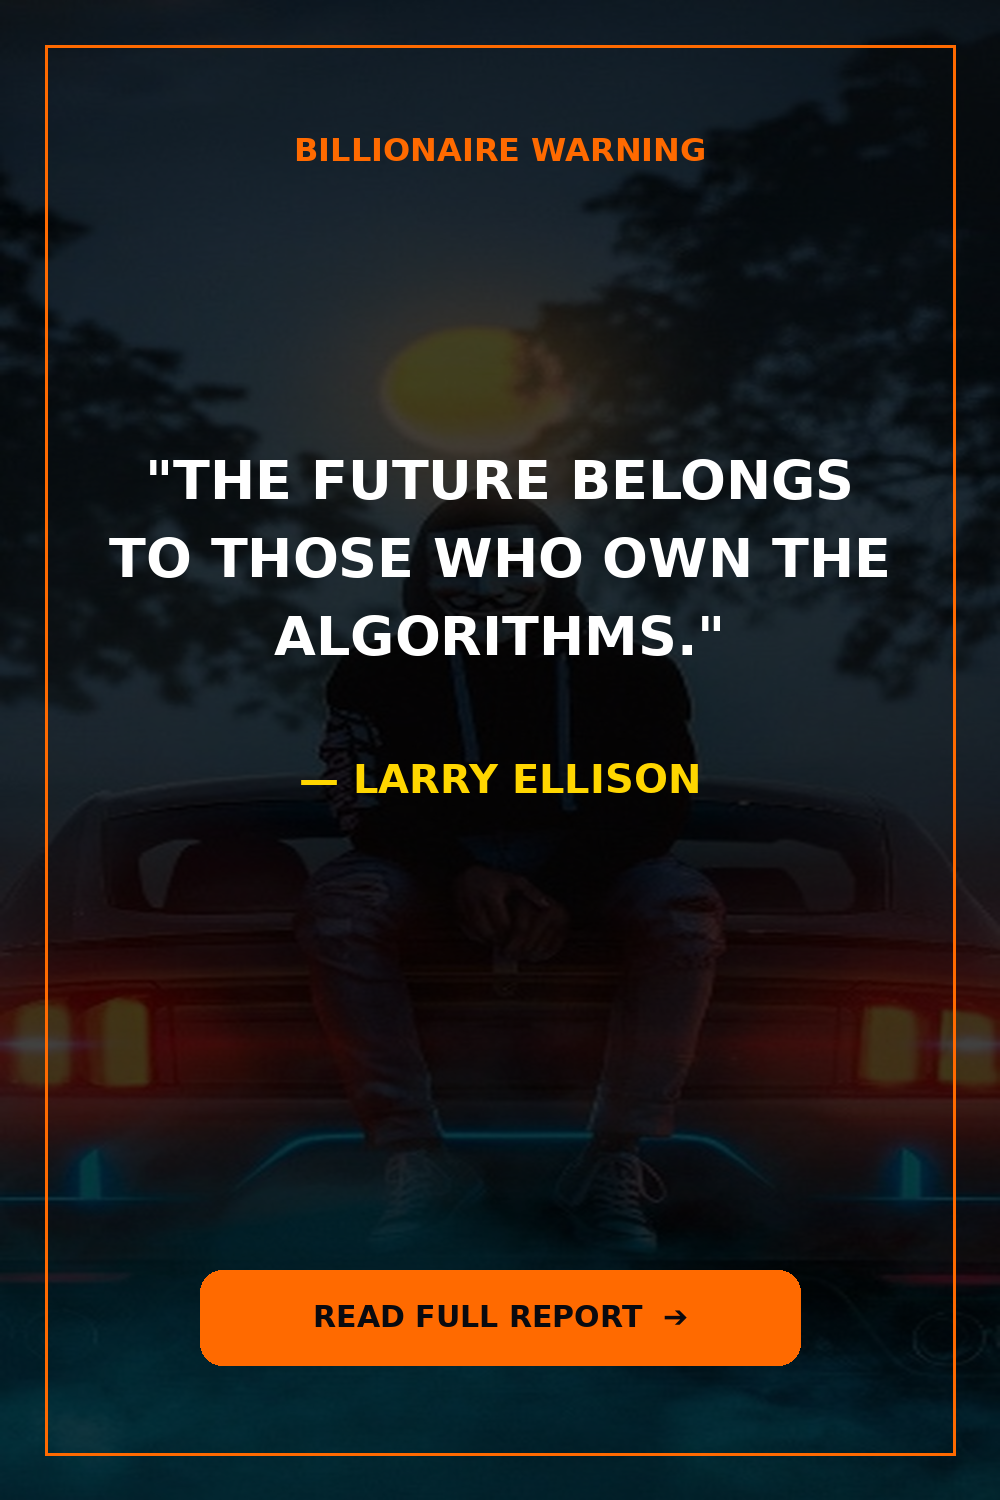 BILLIONAIRE WARNING
"THE FUTURE BELONGS
TO THOSE WHO OWN THE
ALGORITHMS."
— LARRY ELLISON
READ FULL REPORT ➔